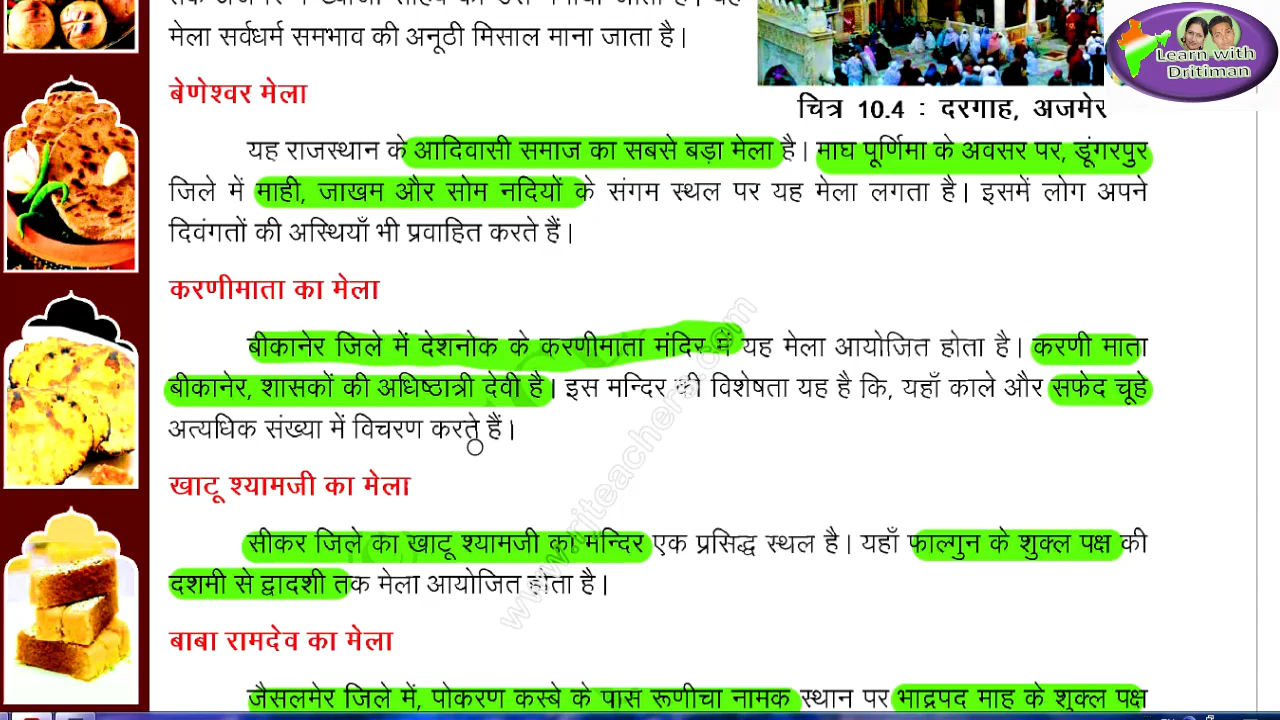 मेला सर्वधर्म समभाव की अनूठी मिसाल माना जाता है।
Learn with
Dritiman
चित्र 10.4 : दरगाह, अजमेर
बेणेश्वर मेला
यह राजस्थान के आदिवासी समाज का सबसे बड़ा मेला है। माघ पूर्णिमा के अवसर पर, डूंगरपुर
जिले में माही, जाखम और सोम नदियों के संगम स्थल पर यह मेला लगता है। इसमें लोग अपने
दिवंगतों की अस्थियाँ भी प्रवाहित करते हैं।
करणीमाता का मेला
बीकानेर जिले में देशनोक के करणीमाता मंदिर में यह मेला आयोजित होता है। करणी माता
बीकानेर, शासकों की अधिष्ठात्री देवी है। इस मन्दिर की विशेषता यह है कि, यहाँ काले और सफेद चूहे
अत्यधिक संख्या में विचरण करते हैं।
खाटू श्यामजी का मेला
सीकर जिले का खाटू श्यामजी का मन्दिर एक प्रसिद्ध स्थल है। यहाँ फाल्गुन के शुक्ल पक्ष की
दशमी से द्वादशी तक मेला आयोजित होता है।
बाबा रामदेव का मेला
जैसलमेर जिले में, पोकरण कस्बे के पास रूणीचा नामक स्थान पर भाद्रपद माह के शुक्ल पक्ष